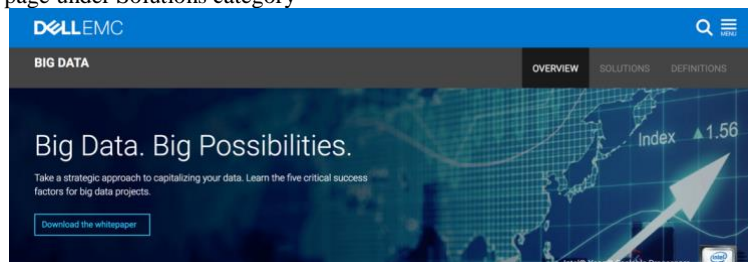 page under Solutions category
DELLEMC
MENU
BIG DATA
OVERVIEW SOLUTIONS DEFINITIONS
Big Data. Big Possibilities.
Index ▲1.56
Take a strategic approach to capitalizing your data. Learn the five critical success
factors for big data projects.
Download the whitepaper
intel